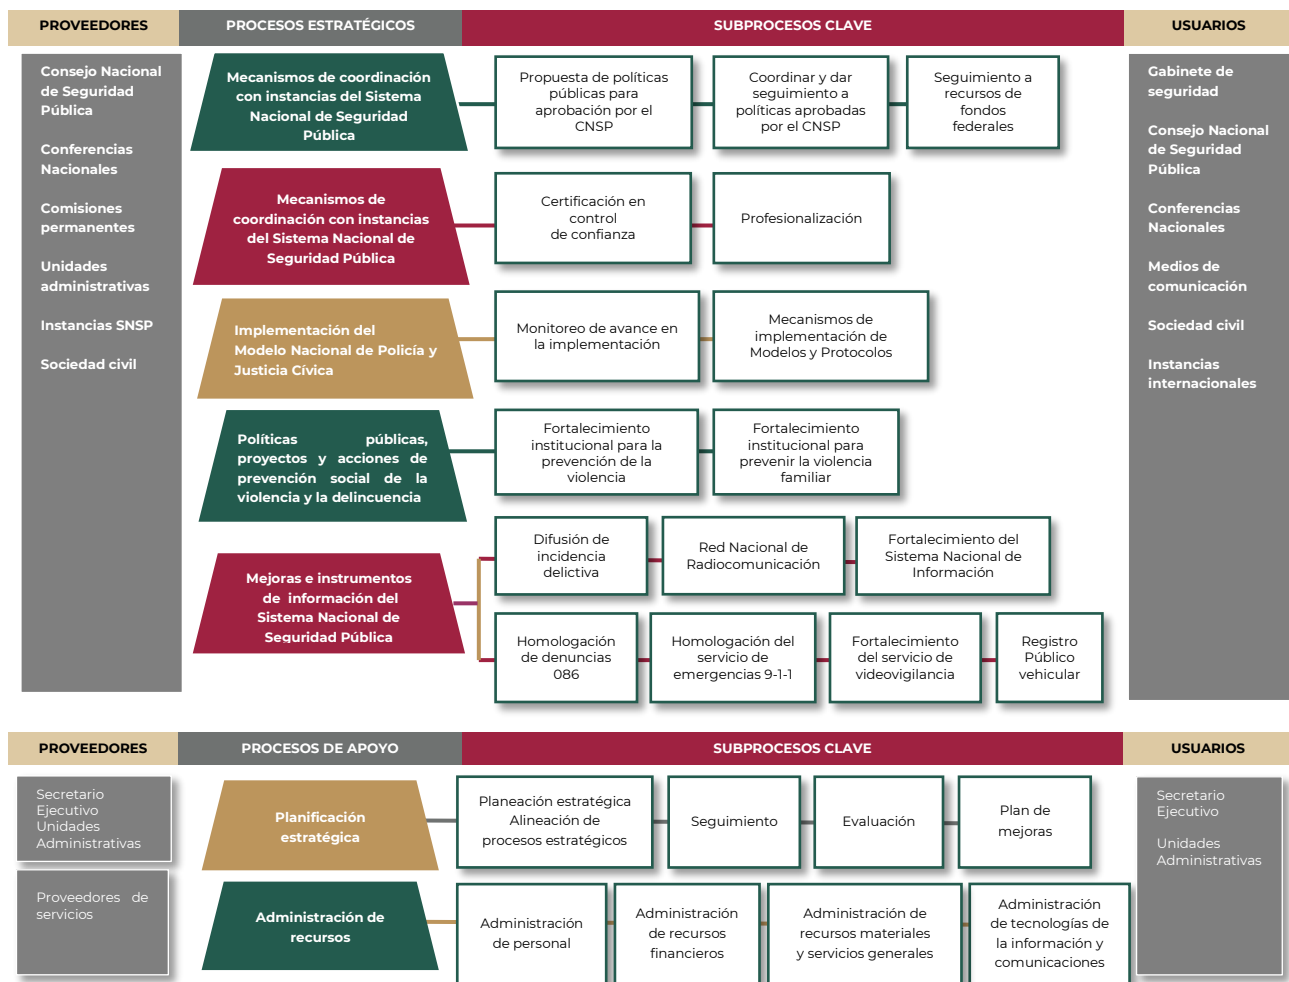 PROVEEDORES
PROCESOS ESTRATÉGICOS
SUBPROCESOS CLAVE
USUARIOS
Consejo Nacional
de Seguridad
Pública
Conferencias
Nacionales
Comisiones
permanentes
Unidades
administrativas
Instancias SNSP
Sociedad civil
Mecanismos de coordinación
con instancias del Sistema
Nacional de Seguridad
Pública
Propuesta de políticas
públicas para
aprobación por el
CNSP
Coordinar y dar
seguimiento a
políticas aprobadas
por el CNSP
Seguimiento a
recursos de
fondos
federales
Mecanismos de
coordinación con instancias
del Sistema Nacional de
Seguridad Pública
Certificación en
control
de confianza
Profesionalización
Implementación del
Modelo Nacional de Policía y
Justicia Cívica
Monitoreo de avance en
la implementación
Mecanismos de
implementación de
Modelos y Protocolos
Políticas públicas,
proyectos y acciones de
prevención social de la
violencia y la delincuencia
Fortalecimiento
institucional para la
prevención de la
violencia
Fortalecimiento
institucional para
prevenir la violencia
familiar
Mejoras e instrumentos
de información del
Sistema Nacional de
Seguridad Pública
Difusión de
incidencia
delictiva
Red Nacional de
Radiocomunicación
Fortalecimiento del
Sistema Nacional de
Información
Homologación
de denuncias
086
Homologación del
servicio de
emergencias 9-1-1
Fortalecimiento
del servicio de
videovigilancia
Registro
Público
vehicular
Gabinete de
seguridad
Consejo Nacional
de Seguridad
Pública
Conferencias
Nacionales
Medios de
comunicación
Sociedad civil
Instancias
internacionales
PROVEEDORES
PROCESOS DE APOYO
SUBPROCESOS CLAVE
USUARIOS
Secretario
Ejecutivo
Unidades
Administrativas
Proveedores de
servicios
Planificación
estratégica
Planeación estratégica
Alineación de
procesos estratégicos
Seguimiento
Evaluación
Plan de
mejoras
Administración de
recursos
Administración
de personal
Administración
de recursos
financieros
Administración de
recursos materiales
y servicios generales
Administración
de tecnologías de
la información y
comunicaciones
Secretario
Ejecutivo
Unidades
Administrativas